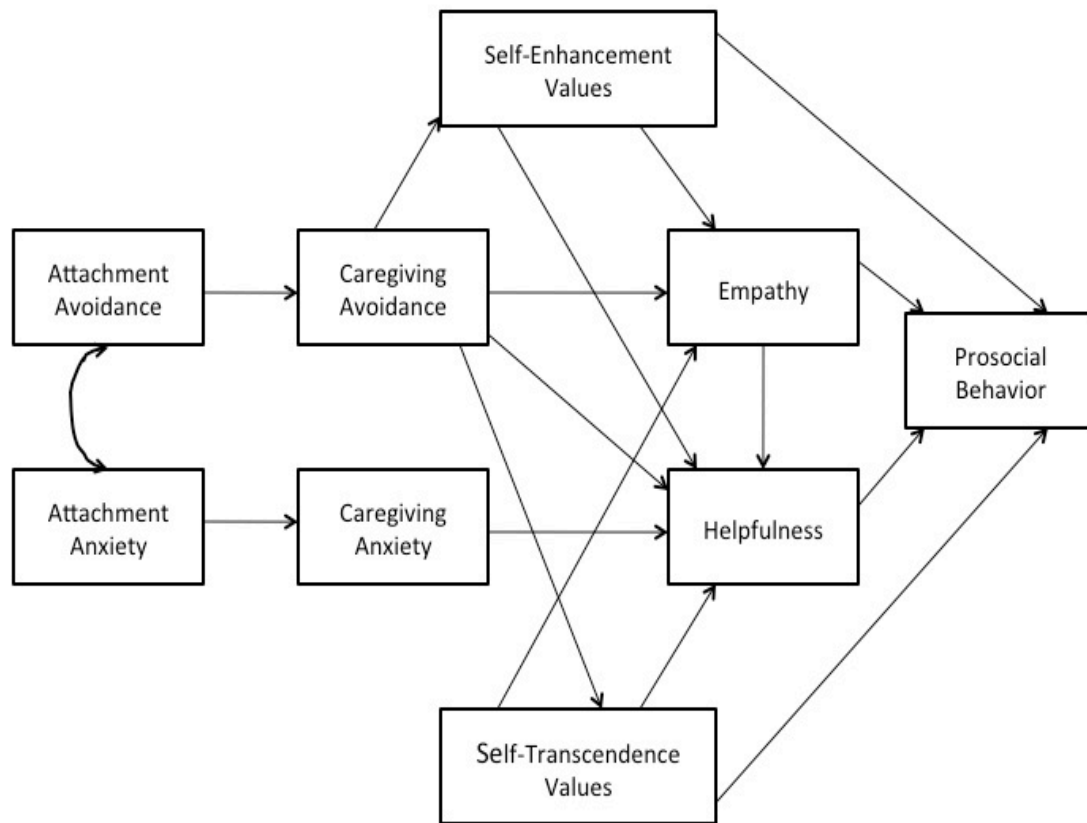 Self-Enhancement
Values
Attachment
Avoidance
Caregiving
Avoidance
Empathy
Prosocial
Behavior
Attachment
Anxiety
Caregiving
Anxiety
Helpfulness
Self-Transcendence
Values